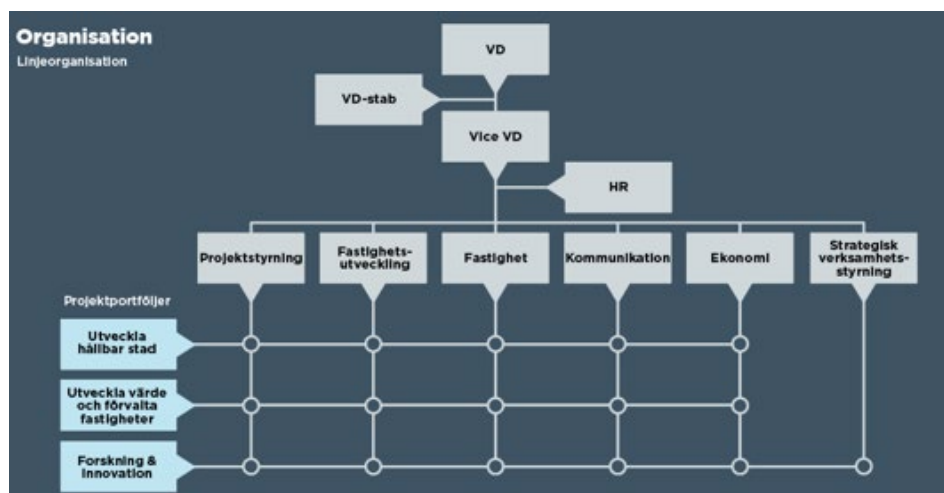 Organisation
Linjeorganisation
VD
VD-stab
Vice VD
HR
Projektstyrning
Fastighets-
utveckling
Fastighet
Kommunikation
Ekonomi
Strategisk
verksamhets-
styrning
Projektportföljer
Utveckla
hållbar stad
Utveckla värde
och förvalta
fastigheter
Forskning &
innovation